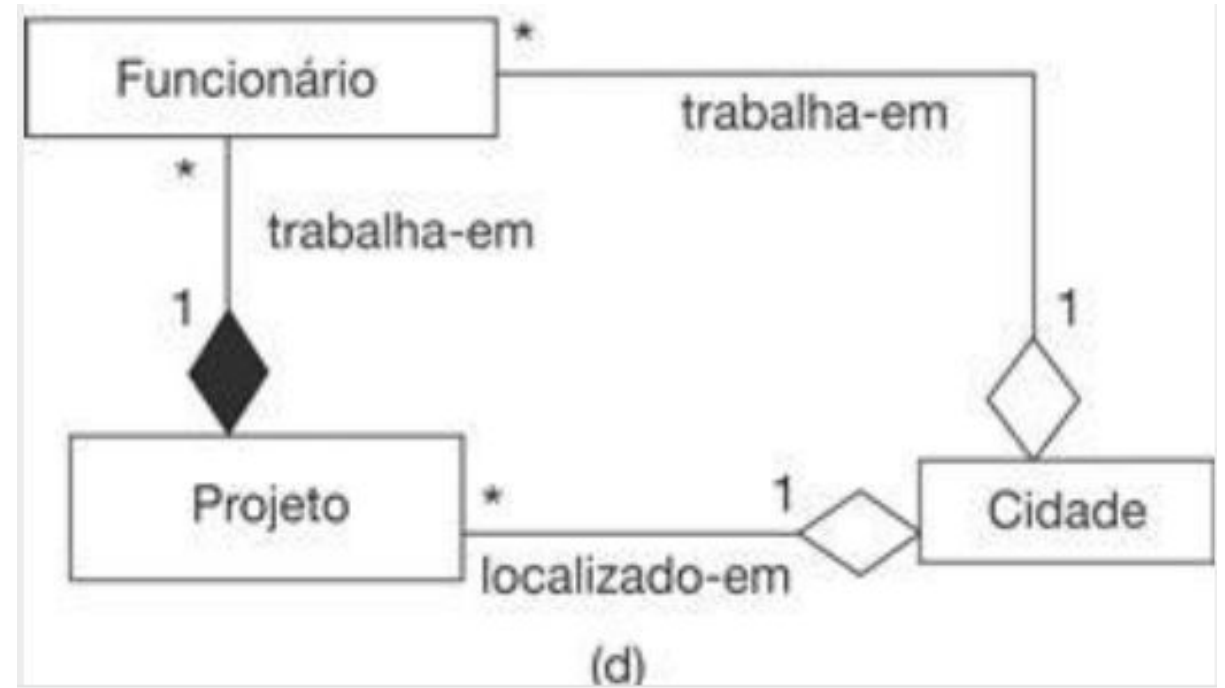 Funcionário
*
trabalha-em
*
trabalha-em
1
1
Projeto
*
1
Cidade
localizado-em
(d)